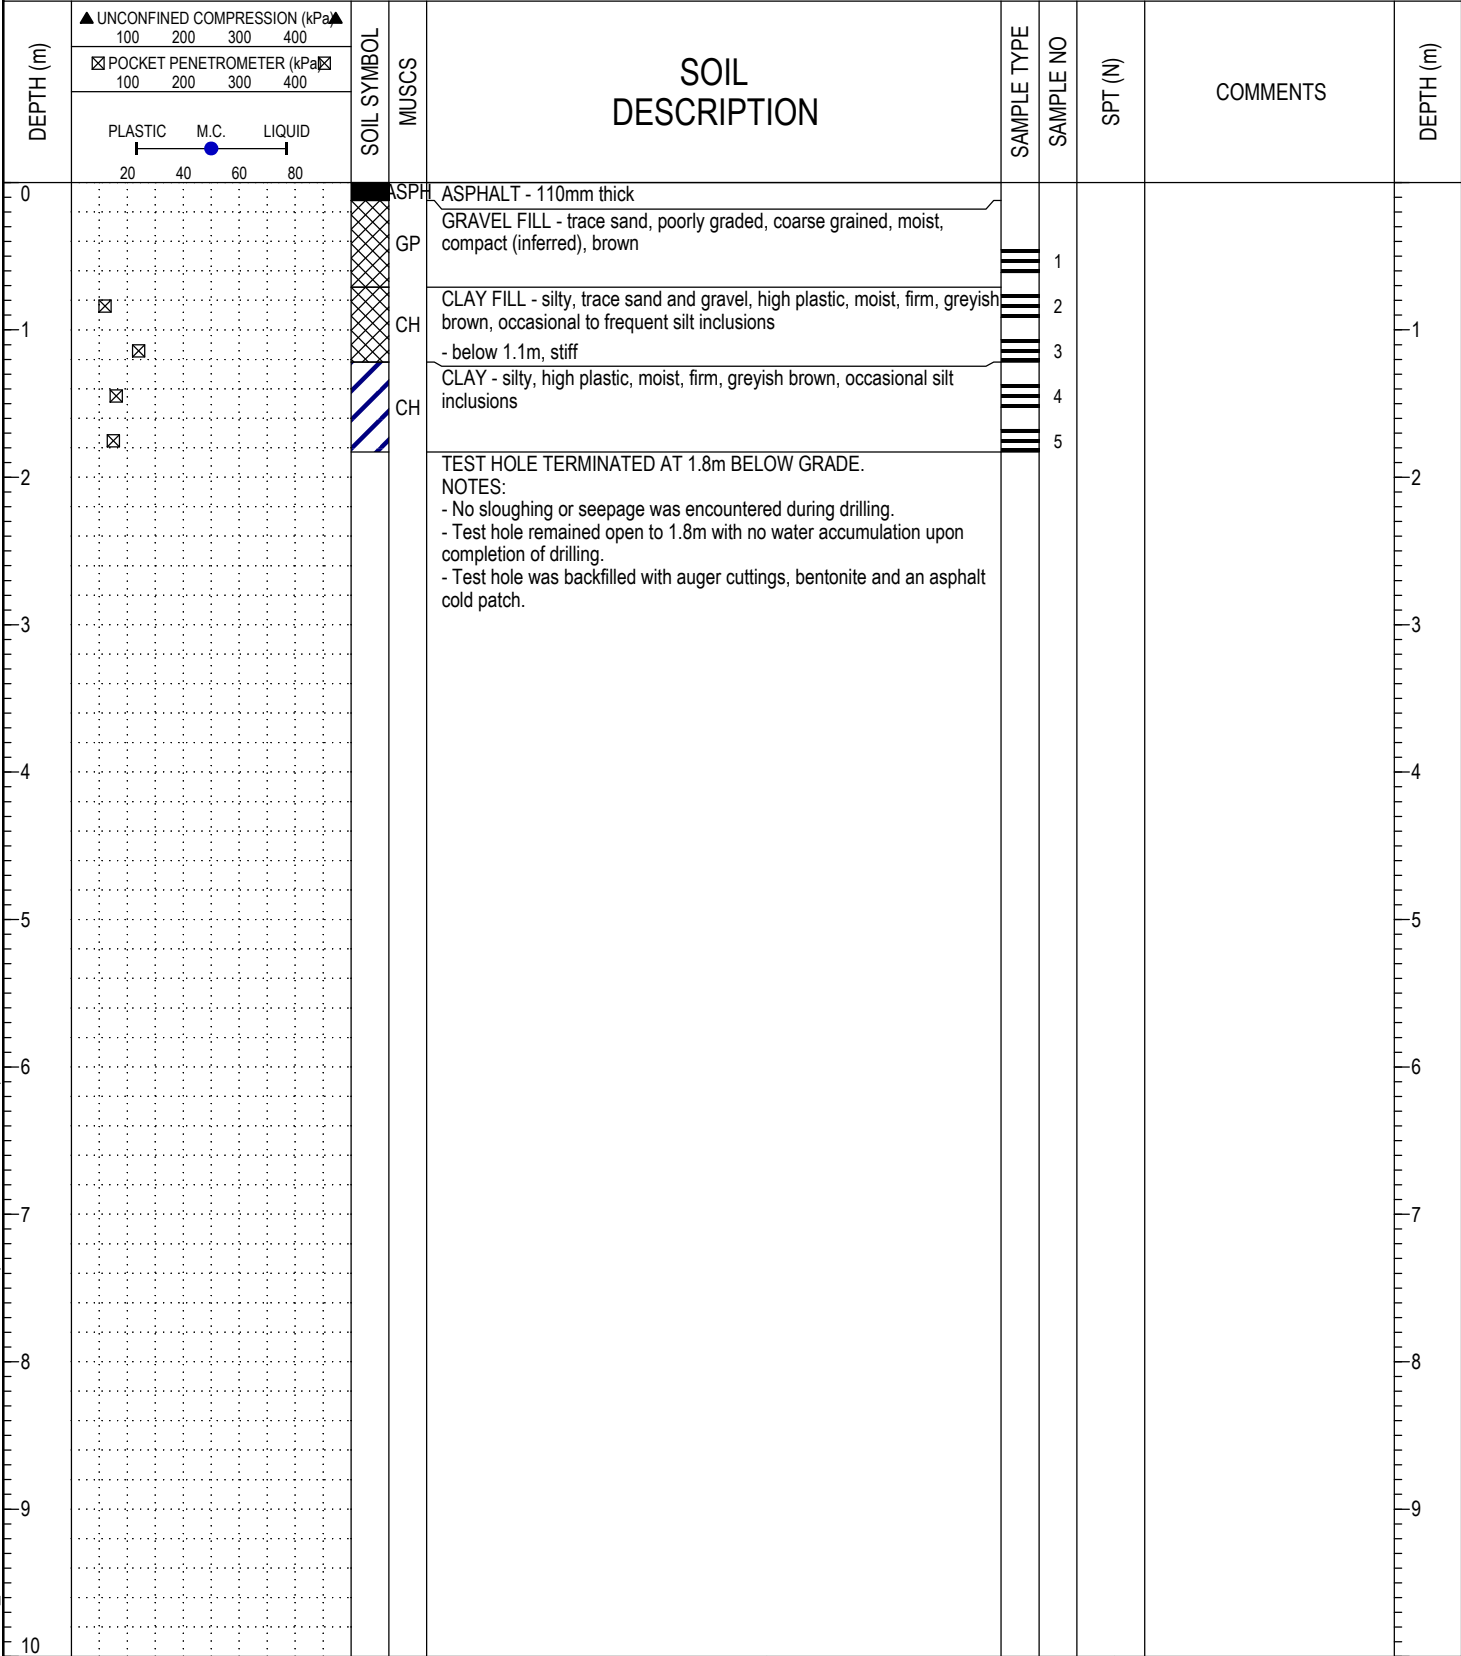 DEPTH (m)
▲ UNCONFINED COMPRESSION (kPa) ▲
100 200 300 400
☒ POCKET PENETROMETER (kPa) ☒
100 200 300 400
PLASTIC M.C. LIQUID
20 40 60 80
SOIL SYMBOL
MUSCS
SOIL
DESCRIPTION
SAMPLE TYPE
SAMPLE NO
SPT (N)
COMMENTS
DEPTH (m)
0
ASPH ASPHALT - 110mm thick
GP
GRAVEL FILL - trace sand, poorly graded, coarse grained, moist,
compact (inferred), brown
1
CH
CLAY FILL - silty, trace sand and gravel, high plastic, moist, firm, greyish
brown, occasional to frequent silt inclusions
2
1
1
- below 1.1m, stiff
3
CH
CLAY - silty, high plastic, moist, firm, greyish brown, occasional silt
inclusions
4
5
TEST HOLE TERMINATED AT 1.8m BELOW GRADE.
2
2
NOTES:
- No sloughing or seepage was encountered during drilling.
- Test hole remained open to 1.8m with no water accumulation upon
completion of drilling.
- Test hole was backfilled with auger cuttings, bentonite and an asphalt
cold patch.
3
3
4
4
5
5
6
6
7
7
8
8
9
9
10